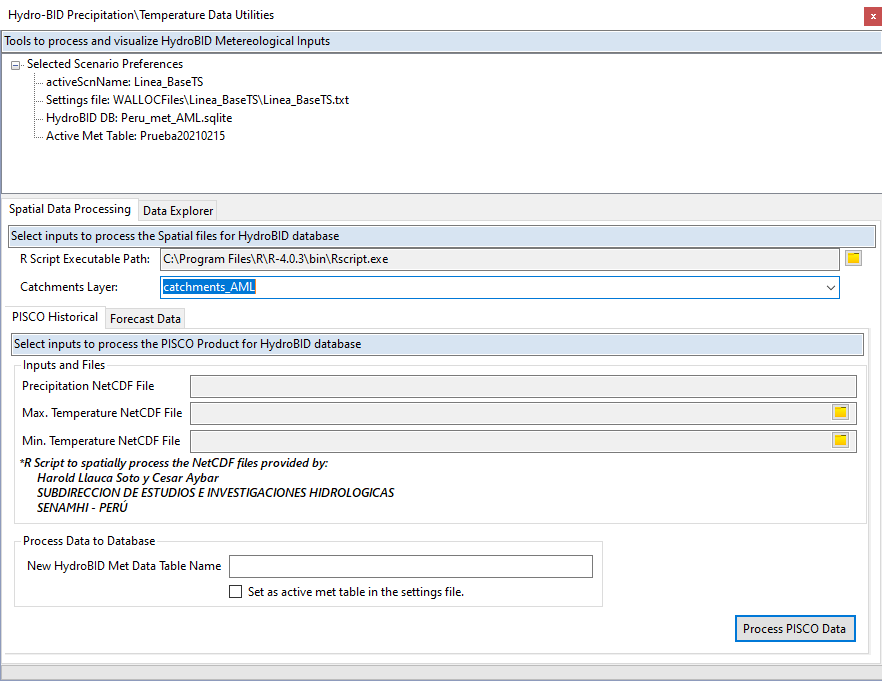 Hydro-BID Precipitation\Temperature Data Utilities
x
Tools to process and visualize HydroBID Metereological Inputs
Selected Scenario Preferences
activeScnName: Linea_BaseTS
Settings file: WALLOCFiles\Linea_BaseTS\Linea_BaseTS.txt
HydroBID DB: Peru_met_AML.sqlite
Active Met Table: Prueba20210215
Spatial Data Processing
Data Explorer
Select inputs to process the Spatial files for HydroBID database
R Script Executable Path: C:\Program Files\R\R-4.0.3\bin\Rscript.exe
Catchments Layer: catchments_AML
PISCO Historical
Forecast Data
Select inputs to process the PISCO Product for HydroBID database
Inputs and Files
Precipitation NetCDF File
Max. Temperature NetCDF File
Min. Temperature NetCDF File
*R Script to spatially process the NetCDF files provided by:
Harold Llauca Soto y Cesar Aybar
SUBDIRECCION DE ESTUDIOS E INVESTIGACIONES HIDROLOGICAS
SENAMHI - PERÚ
Process Data to Database
New HydroBID Met Data Table Name
Set as active met table in the settings file.
Process PISCO Data